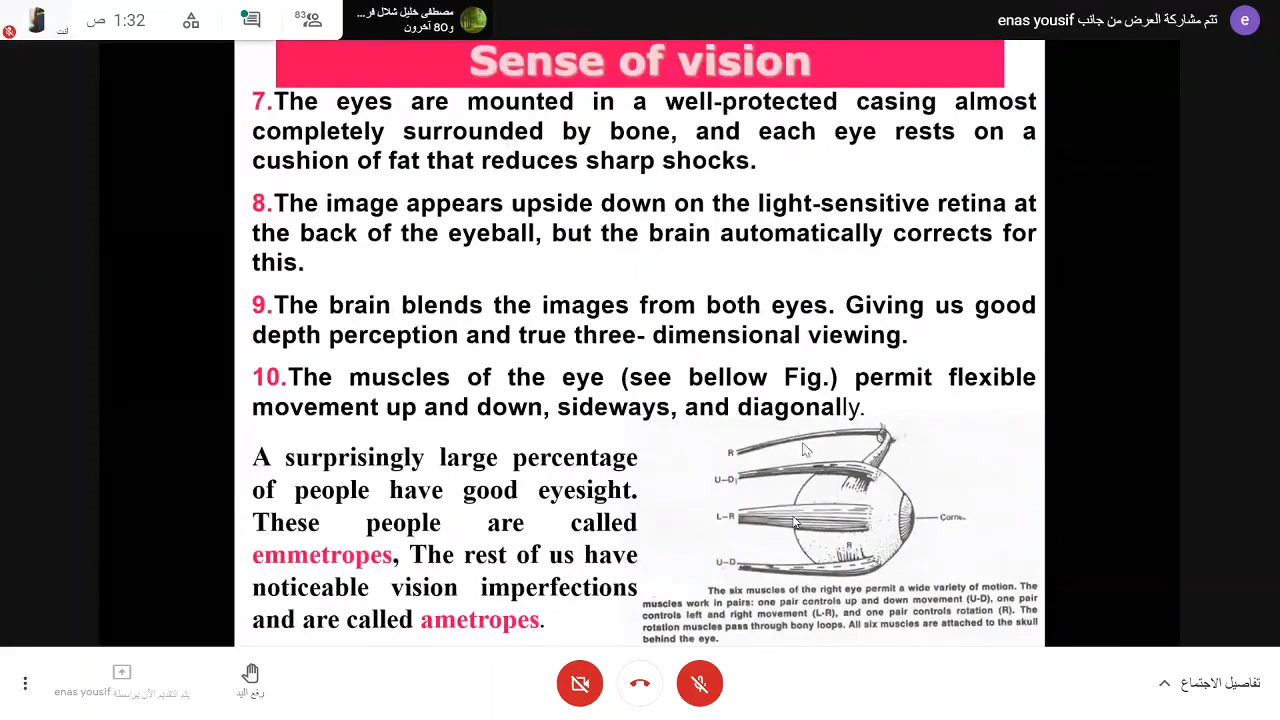 1:32 ص
83
مصطفى خليل شلال فر...
و80 آخرون
تتم مشاركة العرض من جانب enas yousif
e
أنت
Sense of vision
7.The eyes are mounted in a well-protected casing almost
completely surrounded by bone, and each eye rests on a
cushion of fat that reduces sharp shocks.
8.The image appears upside down on the light-sensitive retina at
the back of the eyeball, but the brain automatically corrects for
this.
9.The brain blends the images from both eyes. Giving us good
depth perception and true three- dimensional viewing.
10.The muscles of the eye (see bellow Fig.) permit flexible
movement up and down, sideways, and diagonally.
A surprisingly large percentage
of people have good eyesight.
These people are called
emmetropes, The rest of us have
noticeable vision imperfections
and are called ametropes.
R
U-D
L-R
Corne
R
U-D
The six muscles of the right eye permit a wide variety of motion. The
muscles work in pairs: one pair controls up and down movement (U-D), one pair
controls left and right movement (L-R), and one pair controls rotation (R). The
rotation muscles pass through bony loops. All six muscles are attached to the skull
behind the eye.
يتم التقديم الآن بواسطة enas yousif
رفع اليد
تفاصيل الاجتماع